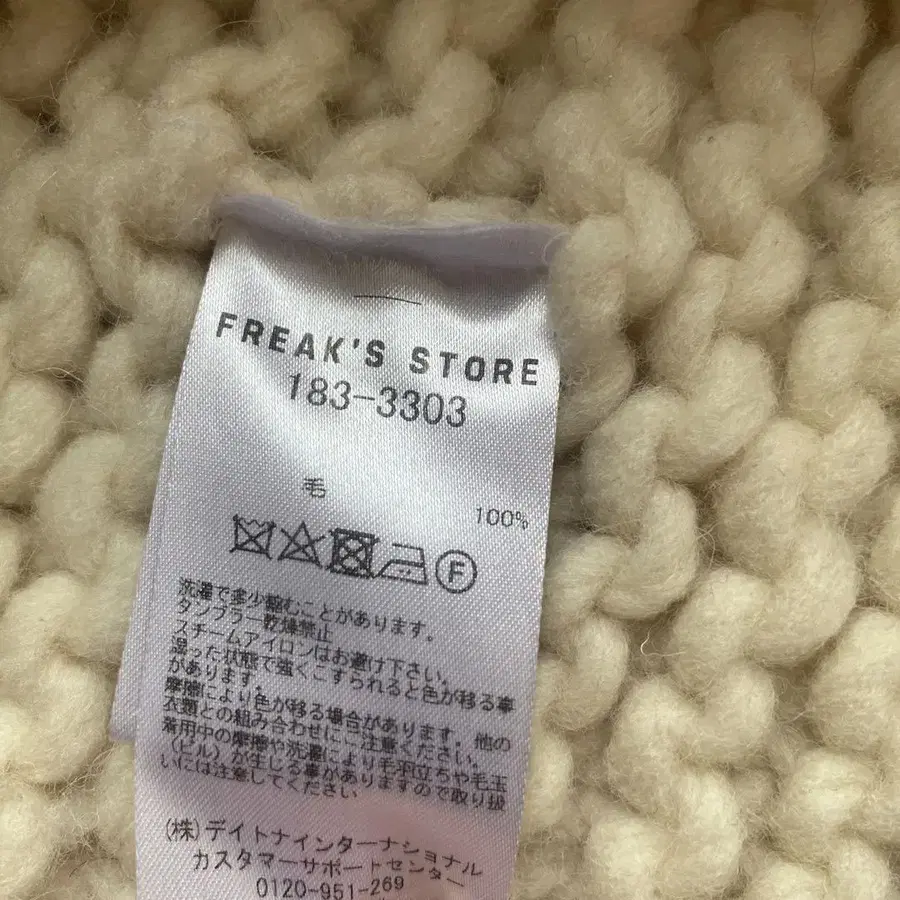 FREAK'S STORE
183-3303
毛
100%
F
洗濯で多少縮むことがあります。
タンブラー乾燥禁止
スチームアイロンはお避け下さい。
湿った状態で強くこすられると色が移る事
があります。
摩擦により色が移る場合があります。他の
衣類との組み合わせにご注意ください。
着用中の摩擦や洗濯により毛羽立ちや毛玉
(ピル)が生じる事がありますので取り扱
いには注意してください
(株)デイトナインターナショナル
カスタマーサポートセンター
0120-951-269